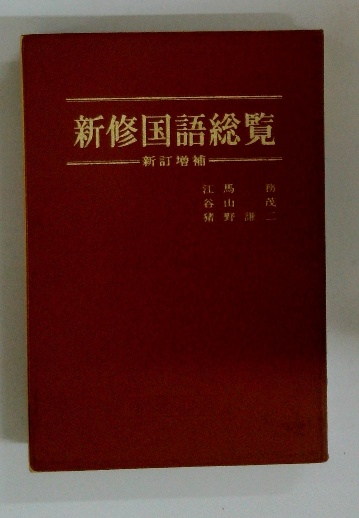 新修国語総覧
新訂増補
江馬 務
谷山 茂
猪野謙二